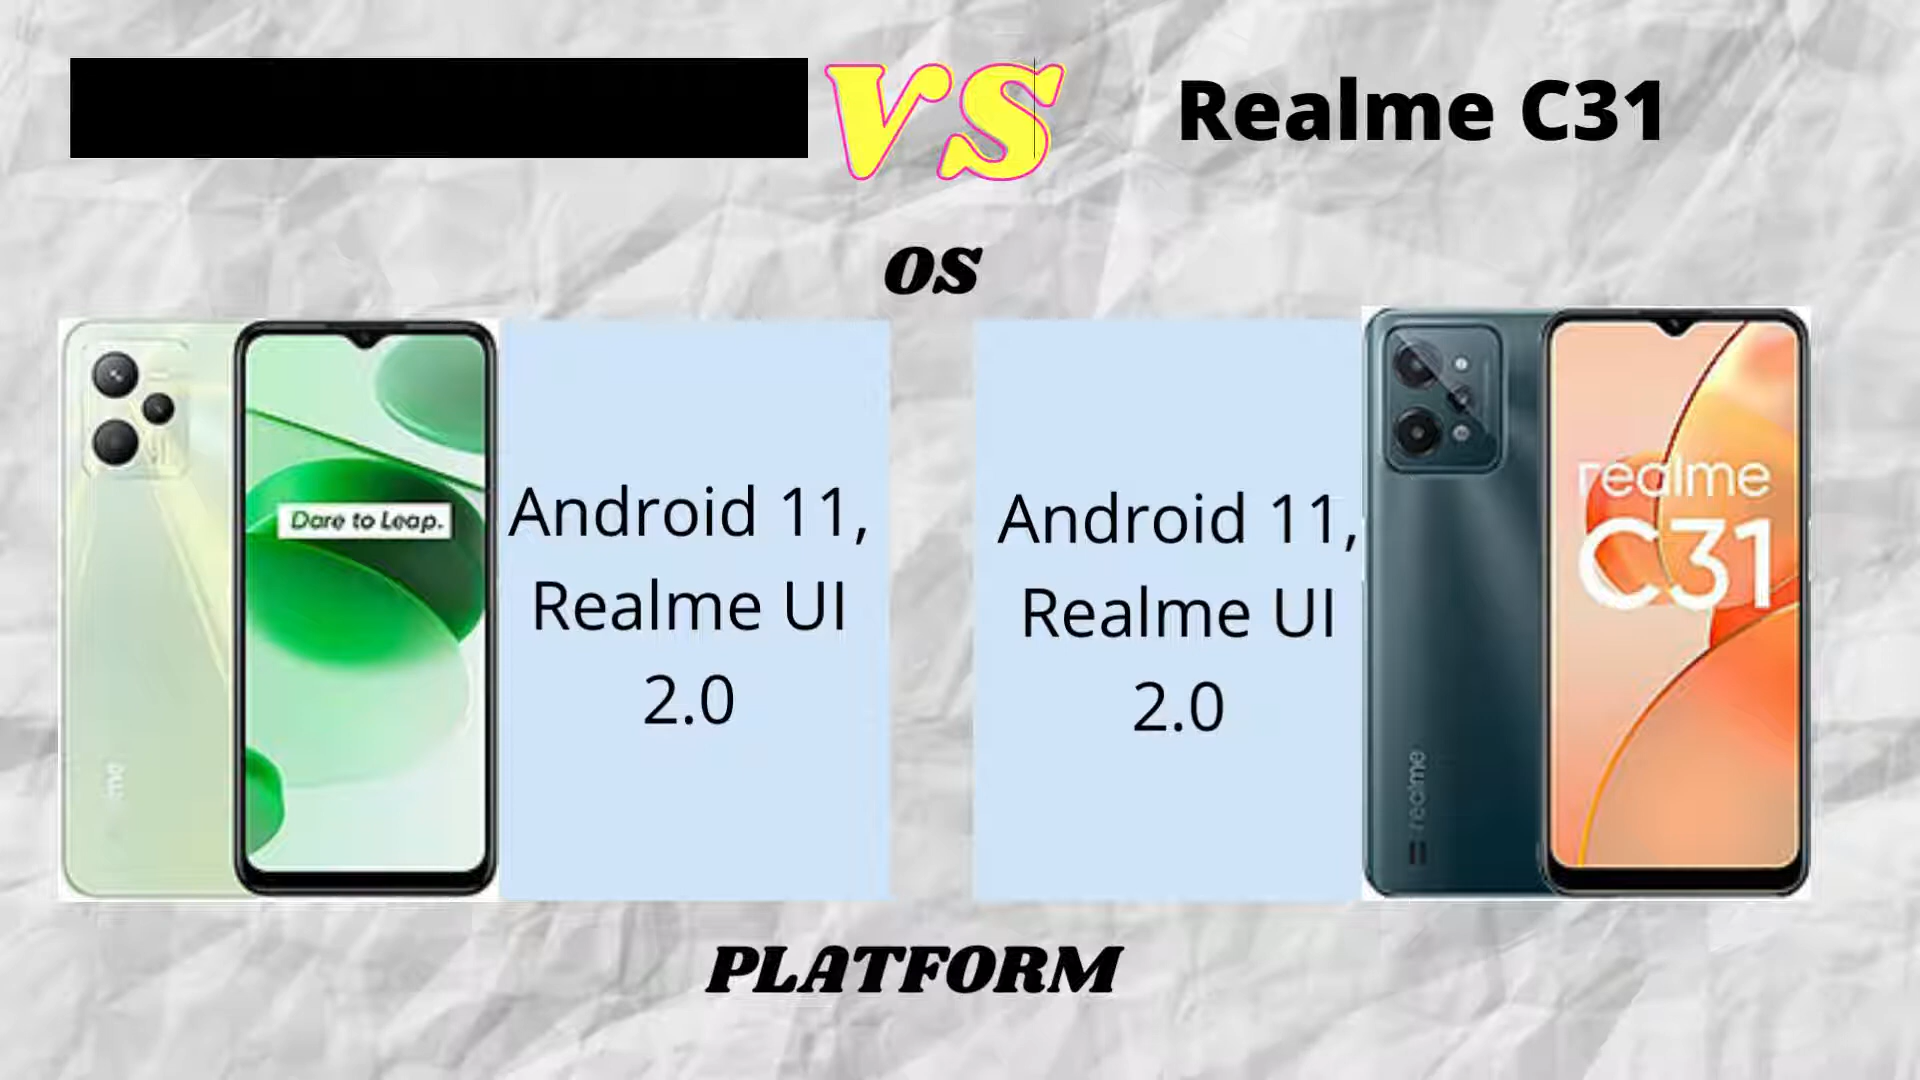 VS
Realme C31
OS
Dare to Leap.
Android 11,
Realme UI
2.0
Android 11,
Realme UI
2.0
realme
C31
realme
PLATFORM